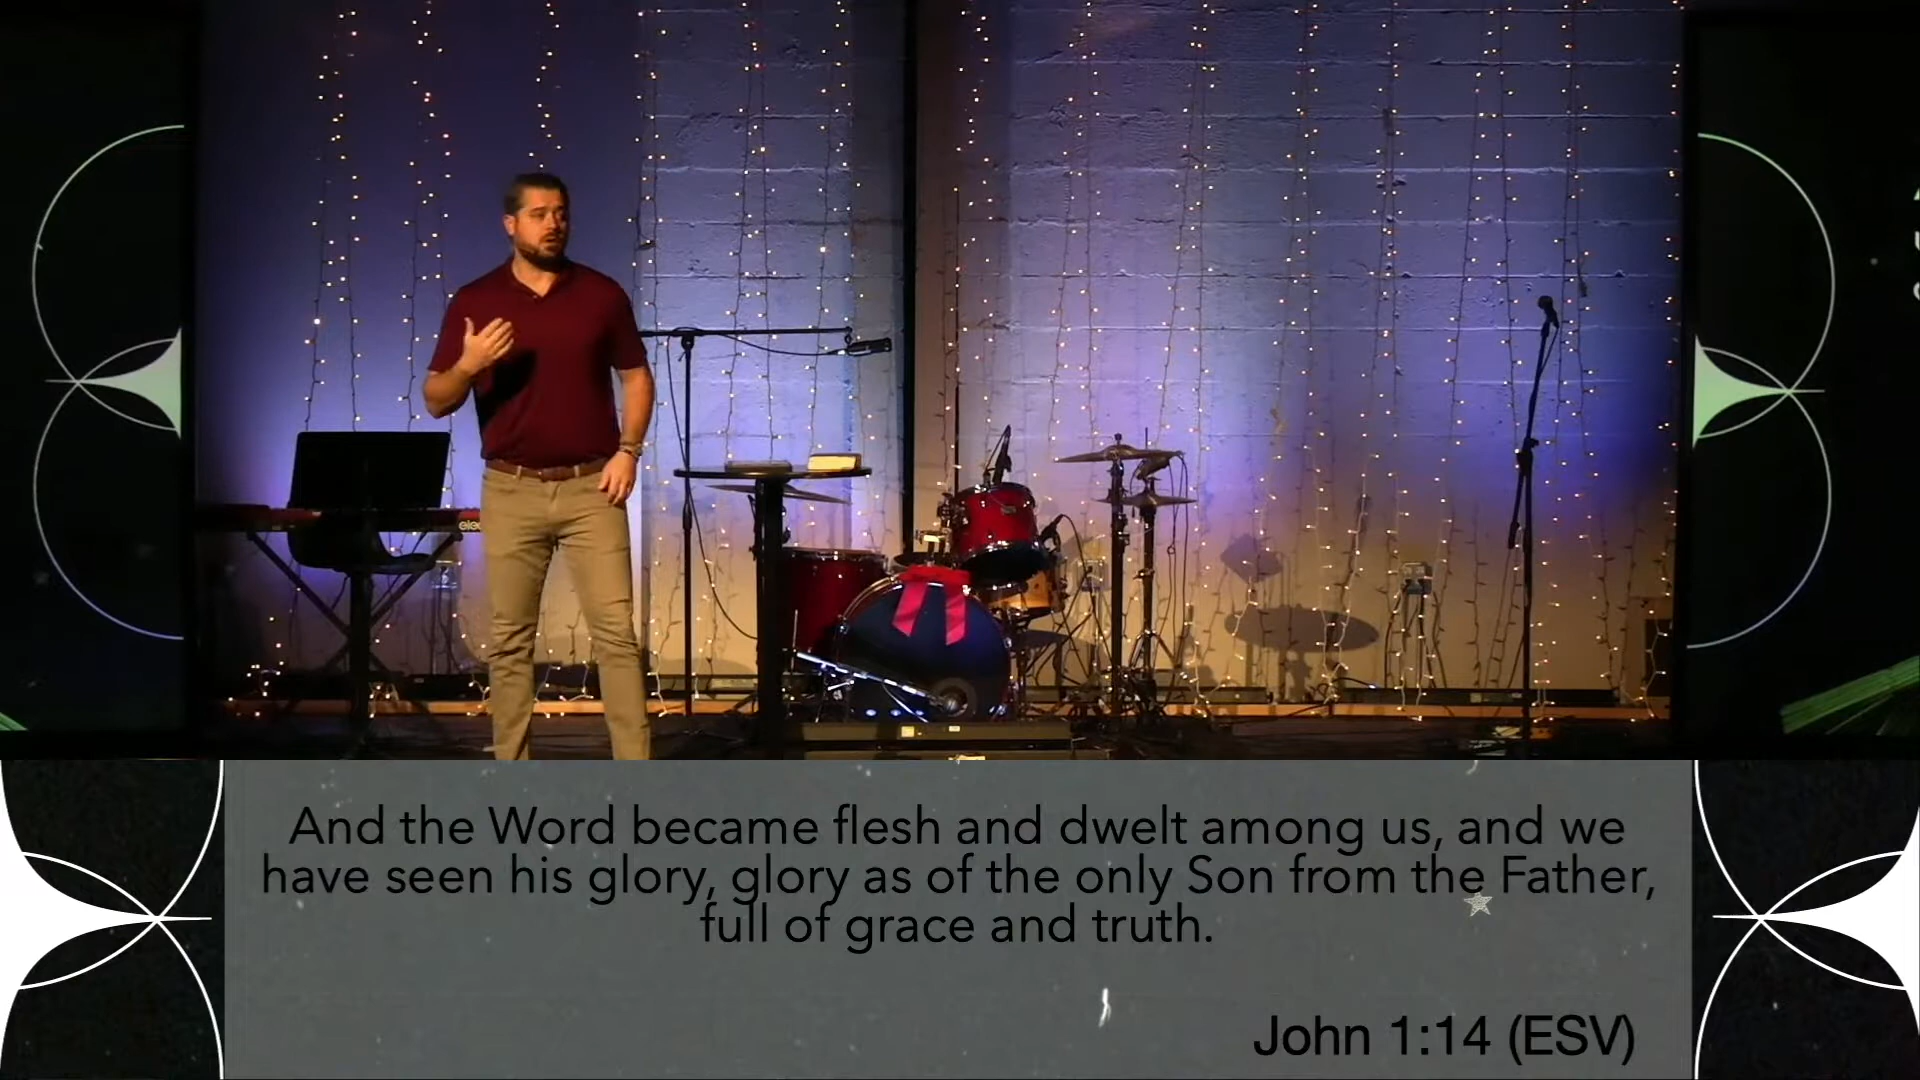 And the Word became flesh and dwelt among us, and we
have seen his glory, glory as of the only Son from the Father,
full of grace and truth.
John 1:14 (ESV)